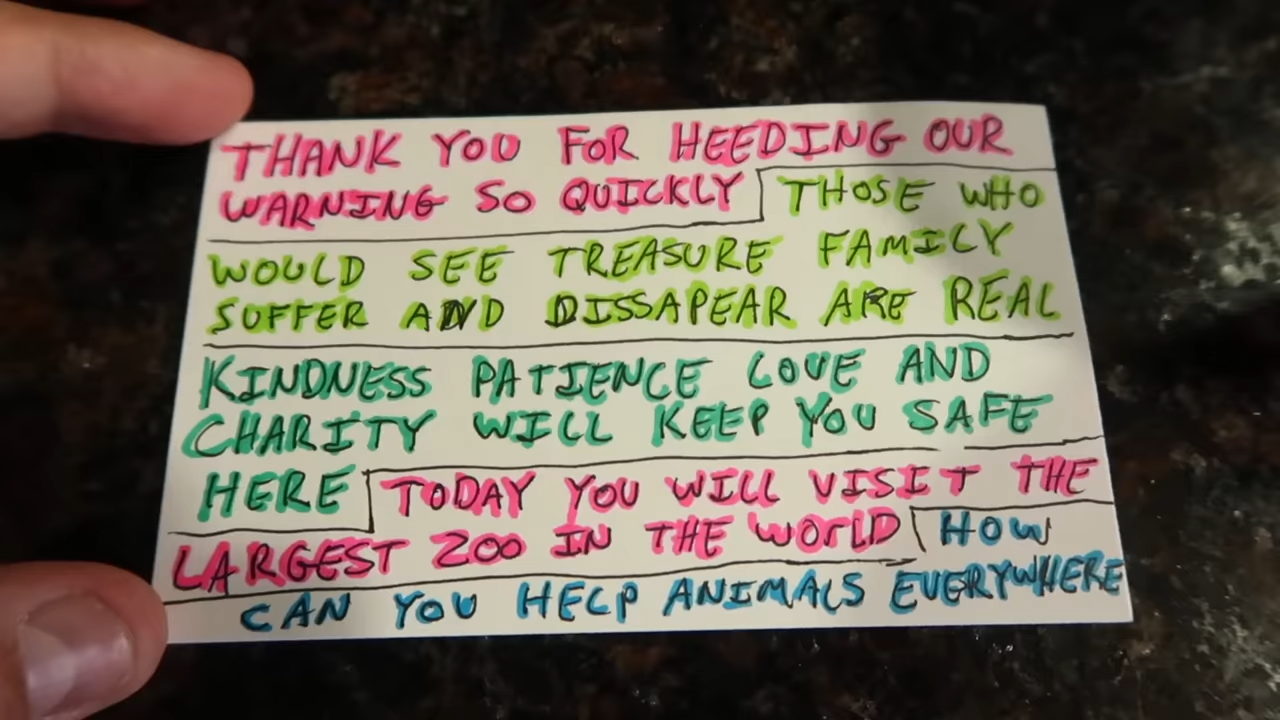 THANK YOU FOR HEEDING OUR
WARNING SO QUICKLY THOSE WHO
WOULD SEE TREASURE FAMILY
SUFFER AND DISSAPEAR ARE REAL
KINDNESS PATIENCE LOVE AND
CHARITY WILL KEEP YOU SAFE
HERE TODAY YOU WILL VISIT THE
LARGEST ZOO IN THE WORLD HOW
CAN YOU HELP ANIMALS EVERYWHERE